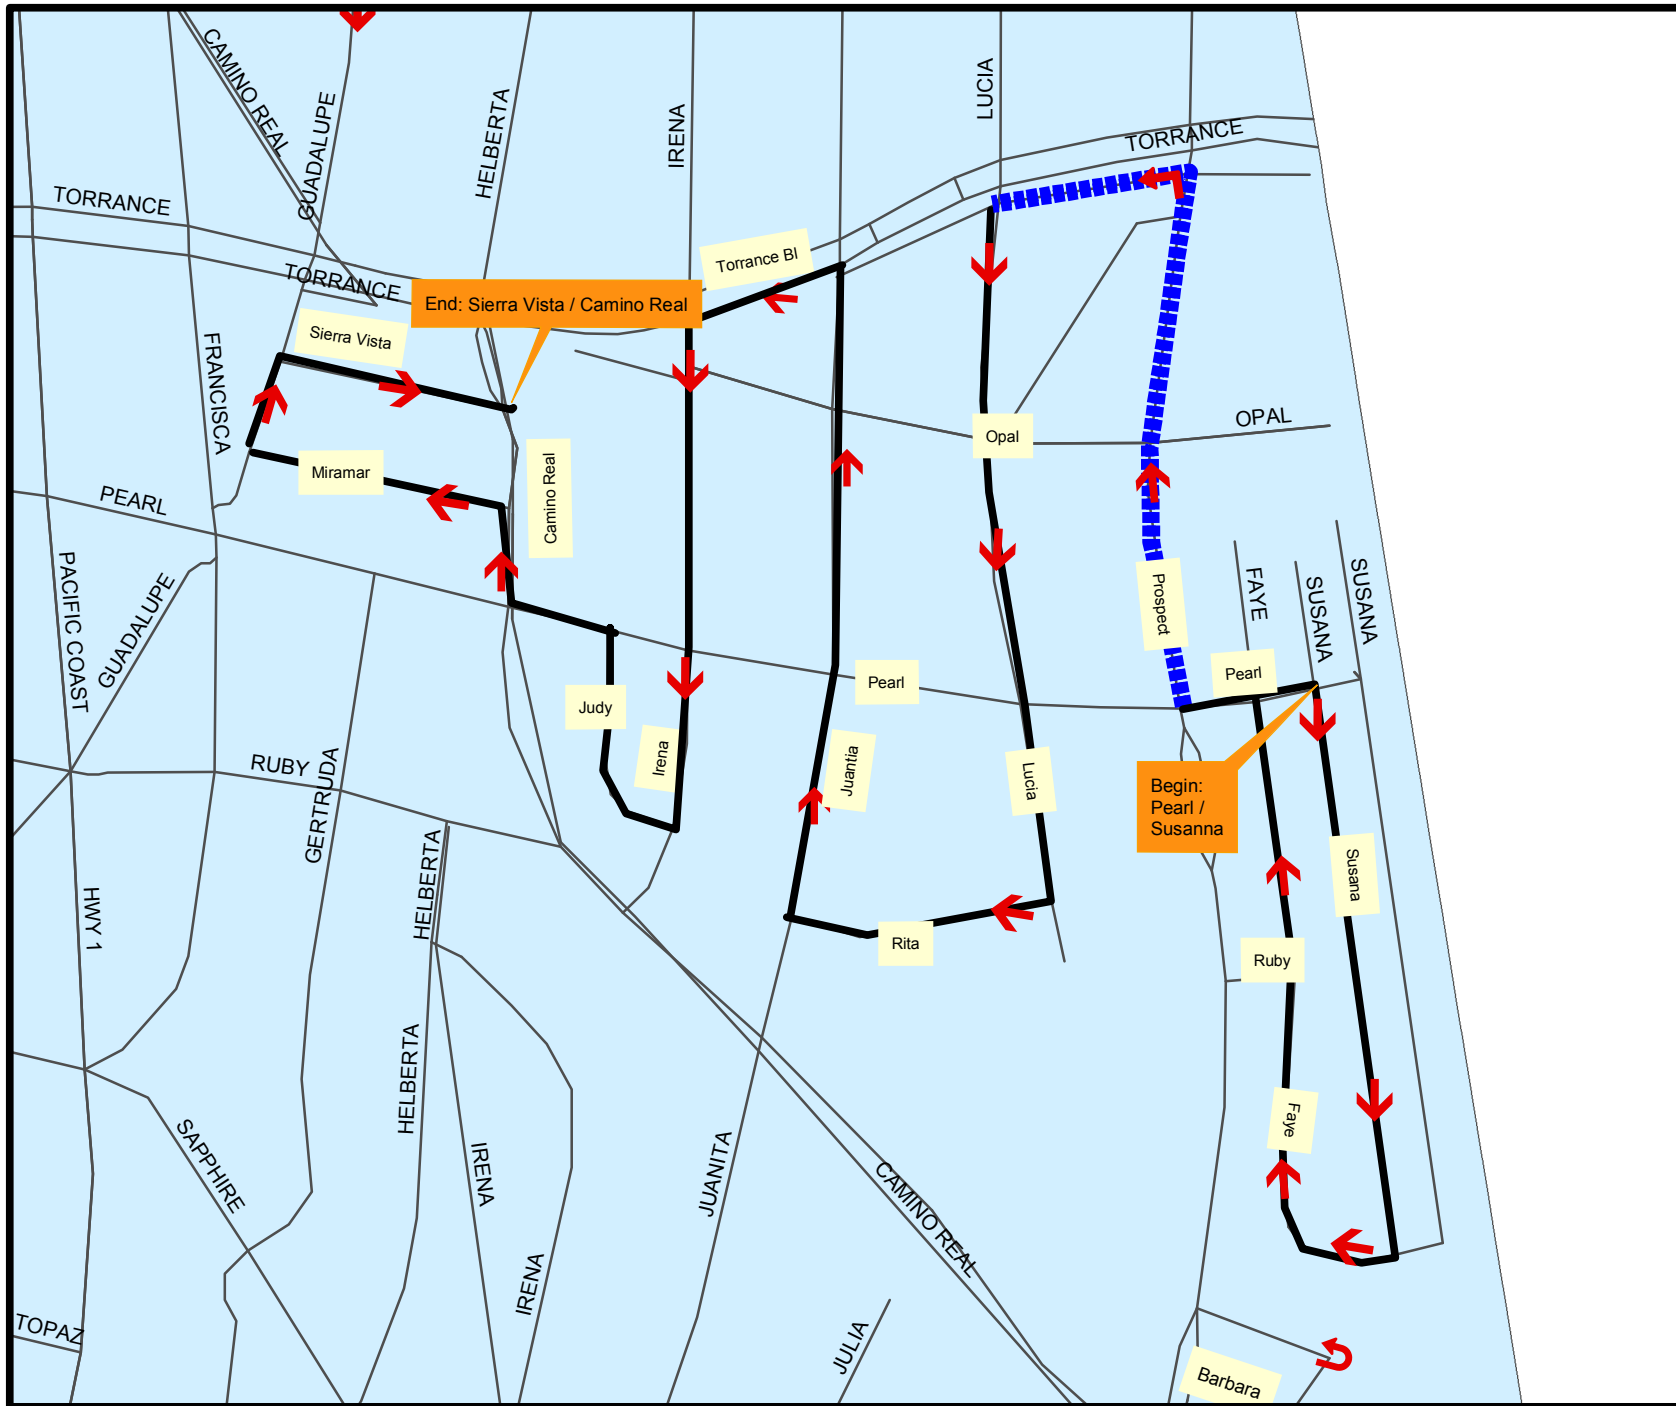 CAMINO REAL
GUADALUPE
HELBERTA
IRENA
LUCIA
TORRANCE
TORRANCE
TORRANCE
Torrance Bl
End: Sierra Vista / Camino Real
Sierra Vista
FRANCISCA
Miramar
Camino Real
Opal
OPAL
PEARL
PACIFIC COAST
GUADALUPE
Prospect
FAYE
SUSANA
SUSANA
Pearl
Pearl
Judy
Irena
Juantia
Lucia
Begin:
Pearl /
Susanna
RUBY
GERTRUDA
HELBERTA
HWY 1
Susana
Rita
Ruby
HELBERTA
Faye
SAPPHIRE
IRENA
JUANITA
CAMINO REAL
IRENA
TOPAZ
JULIA
Barbara